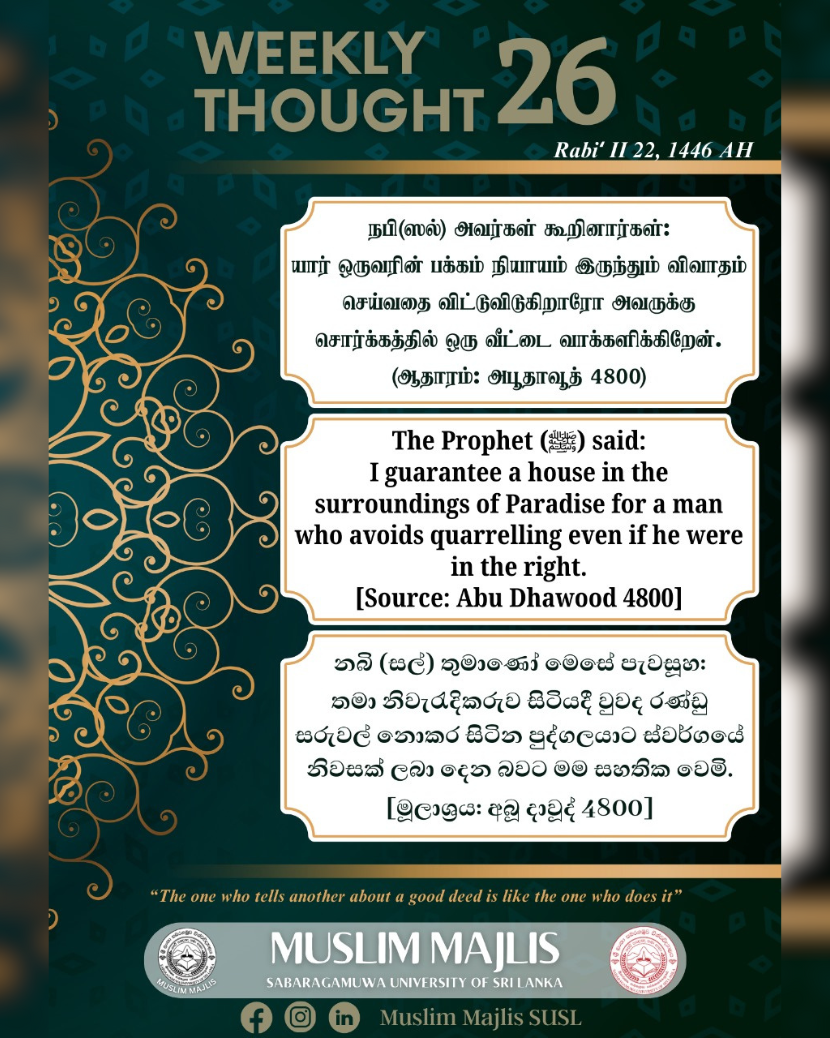 WEEKLY
THOUGHT 26
Rabi‘ II 22, 1446 AH
நபி(ஸல்) அவர்கள் கூறினார்கள்:
யார் ஒருவரின் பக்கம் நியாயம் இருந்தும் விவாதம்
செய்வதை விட்டுவிடுகிறாரோ அவருக்கு
சொர்க்கத்தில் ஒரு வீட்டை வாக்களிக்கிறேன்.
(ஆதாரம்: அபூதாவூத் 4800)
The Prophet (ﷺ) said:
I guarantee a house in the
surroundings of Paradise for a man
who avoids quarrelling even if he were
in the right.
[Source: Abu Dhawood 4800]
නබි (සල්) තුමාණෝ මෙසේ පැවසූහ:
තමා නිවැරැදිකරුව සිටියදී වුවද රණ්ඩු
සරුවල් නොකර සිටින පුද්ගලයාට ස්වර්ගයේ
නිවසක් ලබා දෙන බවට මම සහතික වෙමි.
[මූලාශ්‍රය: අබූ දාවූද් 4800]
“The one who tells another about a good deed is like the one who does it”
MUSLIM MAJLIS
SABARAGAMUWA UNIVERSITY OF SRI LANKA
MUSLIM MAJLIS
Muslim Majlis SUSL